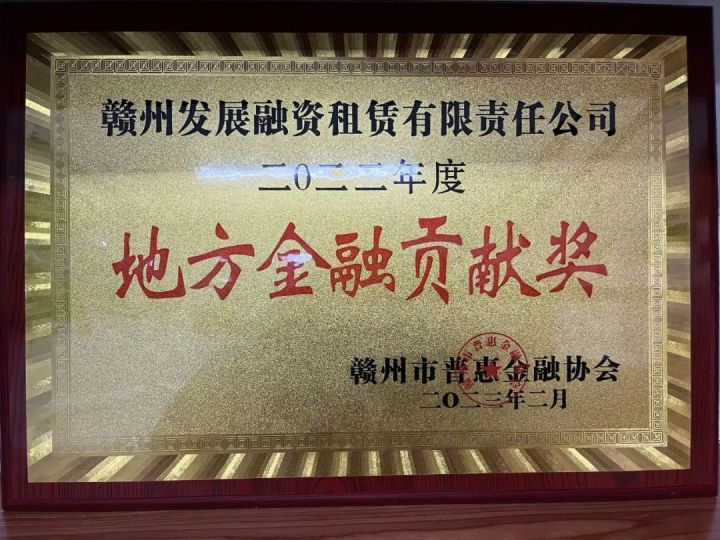 赣州发展融资租赁有限责任公司
二0二二年度
地方金融贡献奖
赣州市普惠金融协会
二0二三年二月